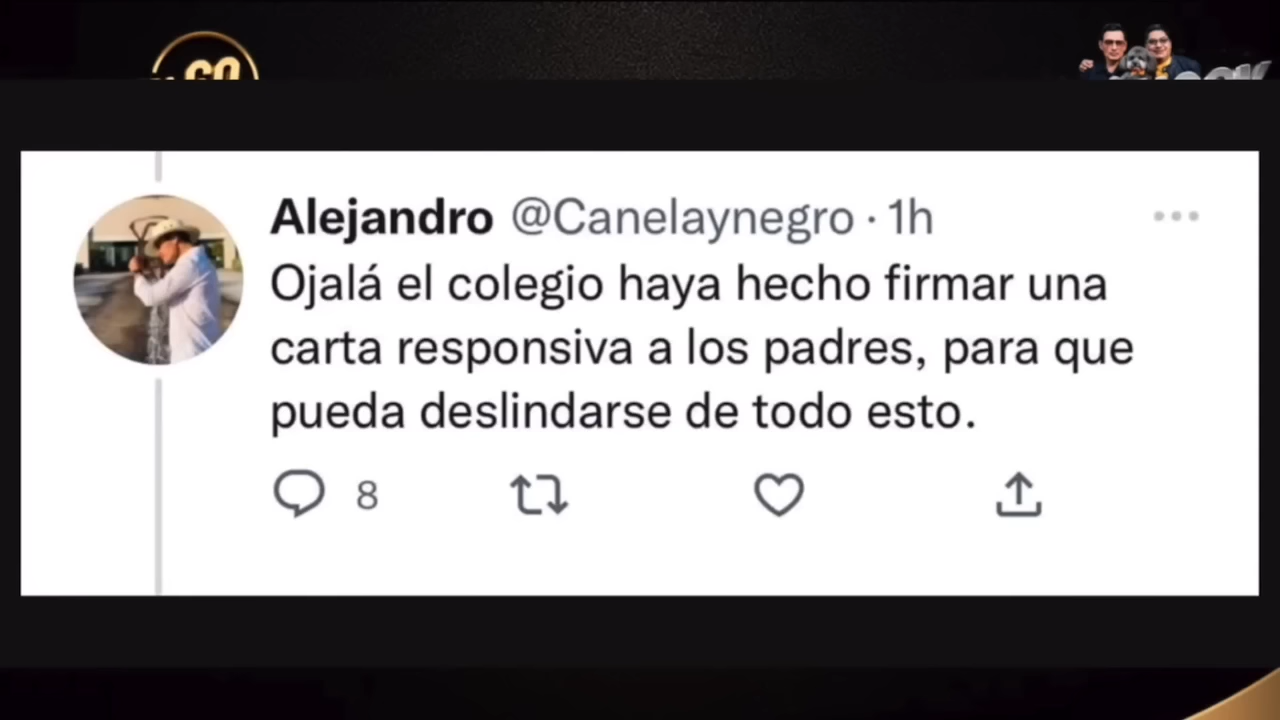 Alejandro @Canelaynegro · 1h
Ojalá el colegio haya hecho firmar una
carta responsiva a los padres, para que
pueda deslindarse de todo esto.
8